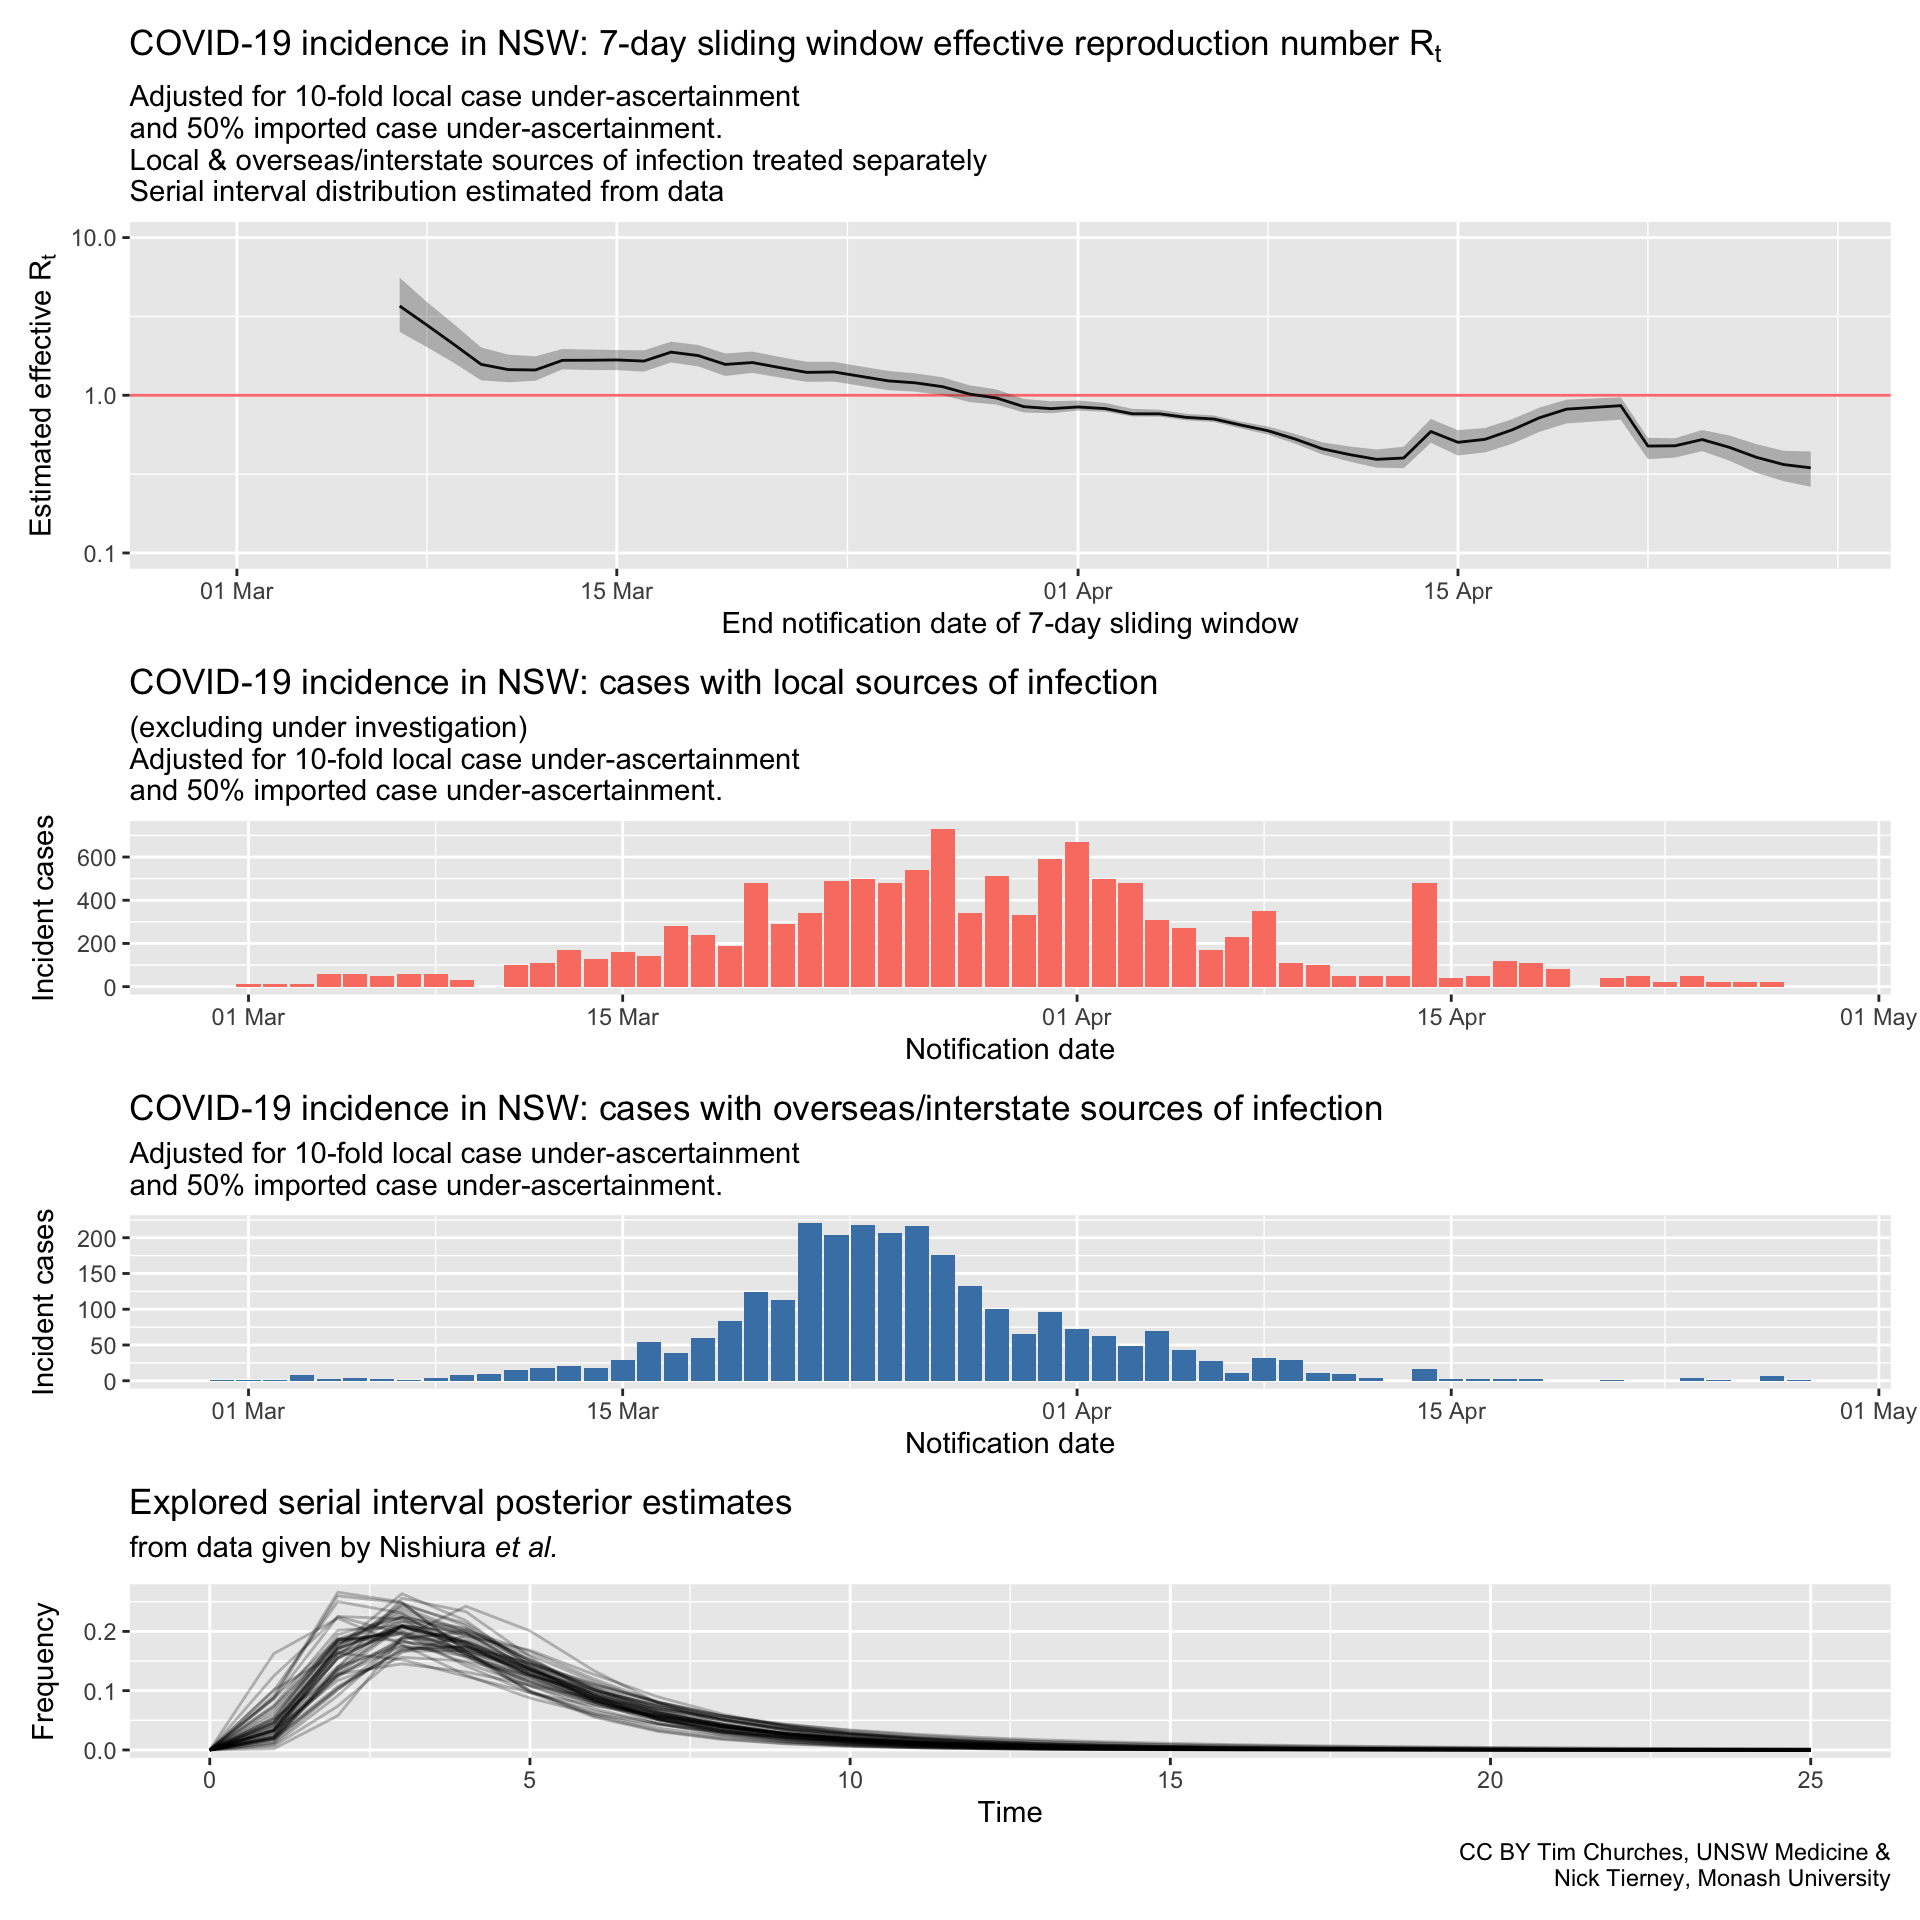 COVID-19 incidence in NSW: 7-day sliding window effective reproduction number Rt
Adjusted for 10-fold local case under-ascertainment
and 50% imported case under-ascertainment.
Local & overseas/interstate sources of infection treated separately
Serial interval distribution estimated from data
Estimated effective Rt
10.0
1.0
0.1
01 Mar 15 Mar 01 Apr 15 Apr
End notification date of 7-day sliding window
COVID-19 incidence in NSW: cases with local sources of infection
(excluding under investigation)
Adjusted for 10-fold local case under-ascertainment
and 50% imported case under-ascertainment.
Incident cases
600
400
200
0
01 Mar 15 Mar 01 Apr 15 Apr 01 May
Notification date
COVID-19 incidence in NSW: cases with overseas/interstate sources of infection
Adjusted for 10-fold local case under-ascertainment
and 50% imported case under-ascertainment.
Incident cases
200
150
100
50
0
01 Mar 15 Mar 01 Apr 15 Apr 01 May
Notification date
Explored serial interval posterior estimates
from data given by Nishiura et al.
Frequency
0.2
0.1
0.0
0 5 10 15 20 25
Time
CC BY Tim Churches, UNSW Medicine &
Nick Tierney, Monash University